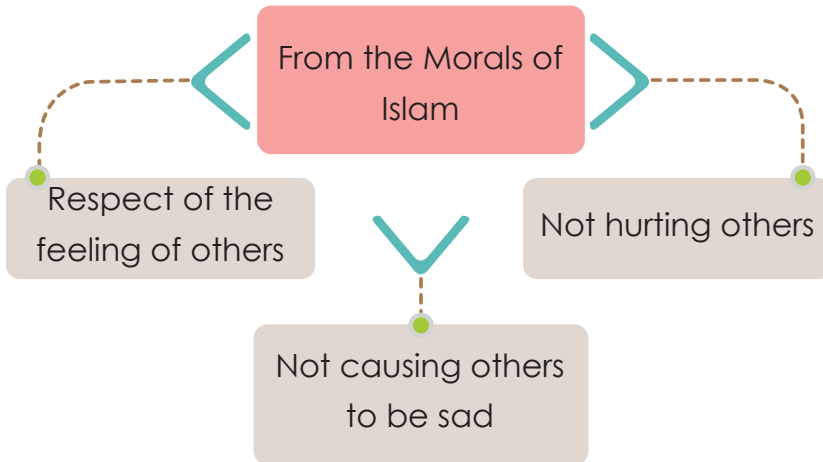 From the Morals of
Islam
Respect of the
feeling of others
Not hurting others
Not causing others
to be sad